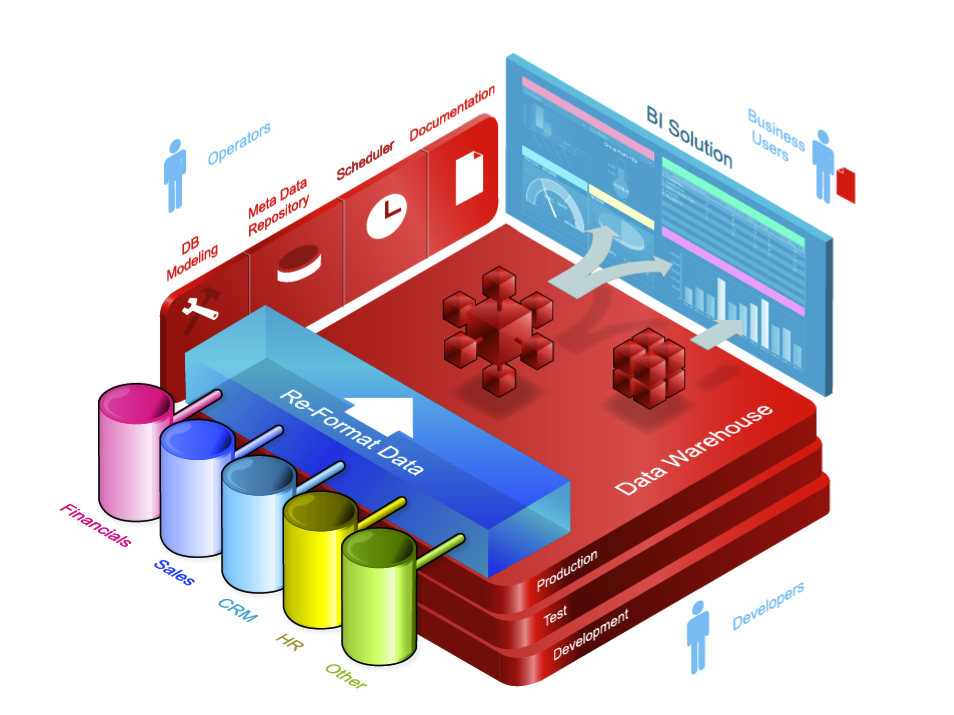 Documentation
BI Solution
Business
Users
Operators
Scheduler
Meta Data
Repository
DB
Modeling
Re-Format Data
Data Warehouse
Financials
Sales
CRM
HR
Other
Production
Test
Development
Developers